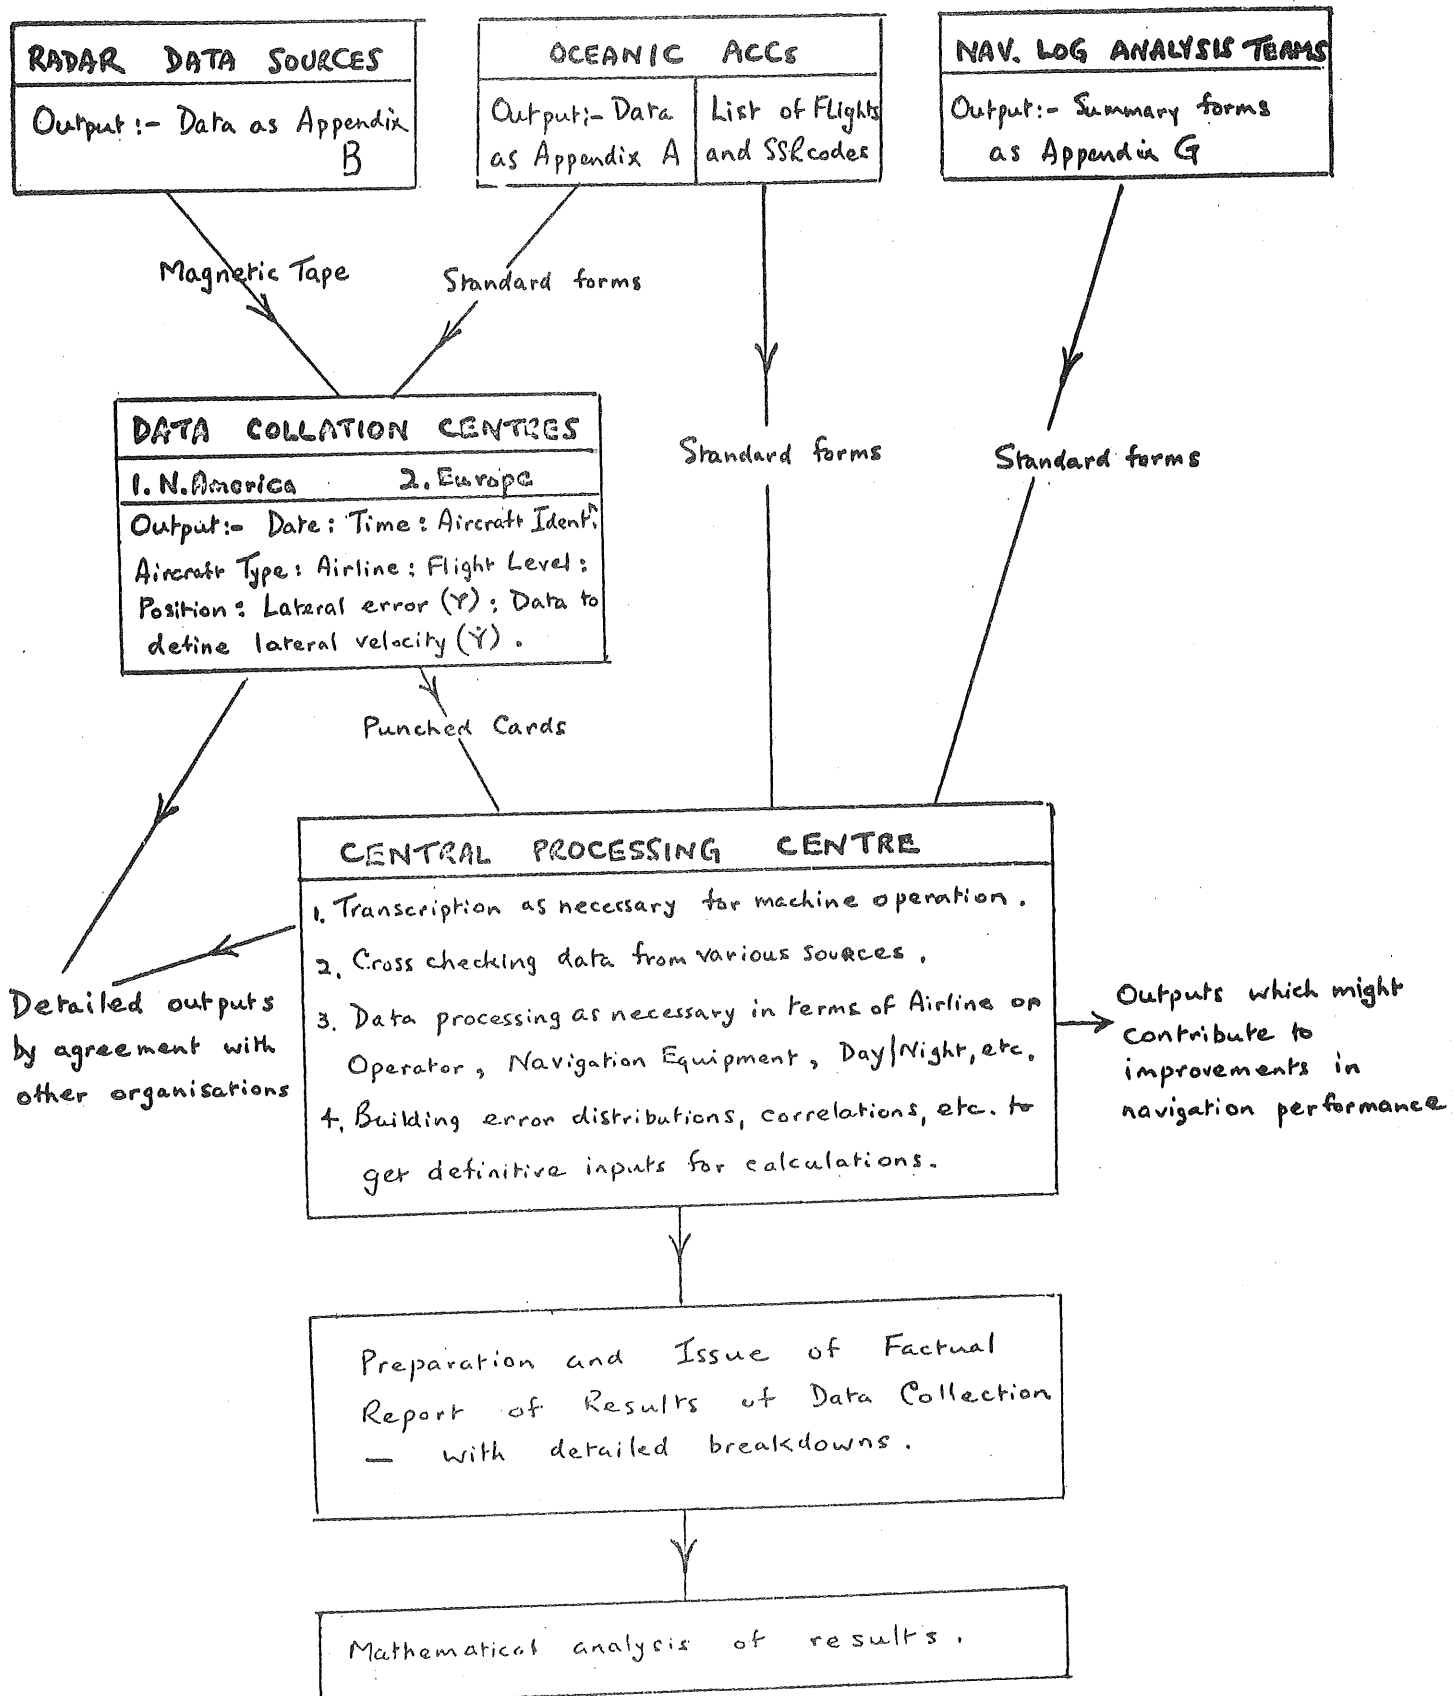 RADAR DATA SOURCES
Output :- Data as Appendix
B
OCEANIC ACCs
Output:- Data
as Appendix A
List of Flights
and SSR codes
NAV. LOG ANALYSIS TERMS
Output:- Summary forms
as Appendix G
Magnetic Tape
Standard forms
DATA COLLATION CENTRES
1. N. America 2. Europe
Output:- Date : Time : Aircraft Identn.
Aircraft Type : Airline : Flight Level :
Position : Lateral error (Y) : Data to
define lateral velocity (Ẏ) .
Standard forms
Standard forms
Punched Cards
CENTRAL PROCESSING CENTRE
1. Transcription as necessary for machine operation .
2. Cross checking data from various sources .
3. Data processing as necessary in terms of Airline or
Operator , Navigation Equipment , Day/Night, etc.
4. Building error distributions, correlations, etc. to
get definitive inputs for calculations.
Detailed outputs
by agreement with
other organisations
Outputs which might
contribute to
improvements in
navigation performance
Preparation and Issue of Factual
Report of Results of Data Collection
— with detailed breakdowns .
Mathematical analysis of results .